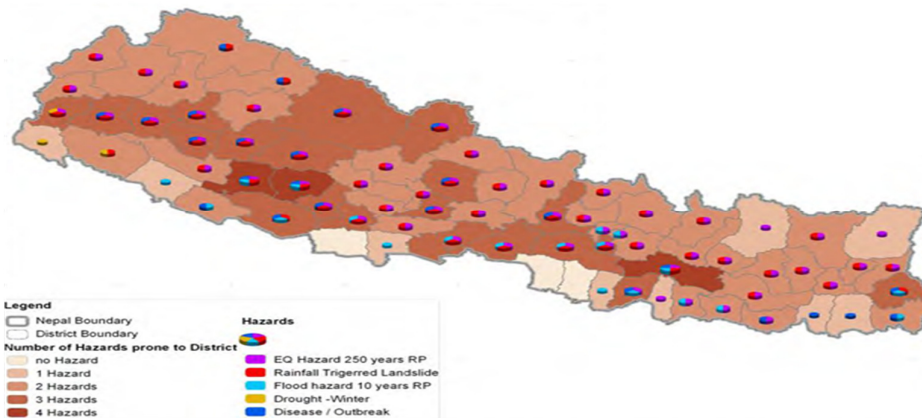 Legend
Nepal Boundary
District Boundary
Number of Hazards prone to District
no Hazard
1 Hazard
2 Hazards
3 Hazards
4 Hazards
Hazards
EQ Hazard 250 years RP
Rainfall Trigerred Landslide
Flood hazard 10 years RP
Drought -Winter
Disease / Outbreak